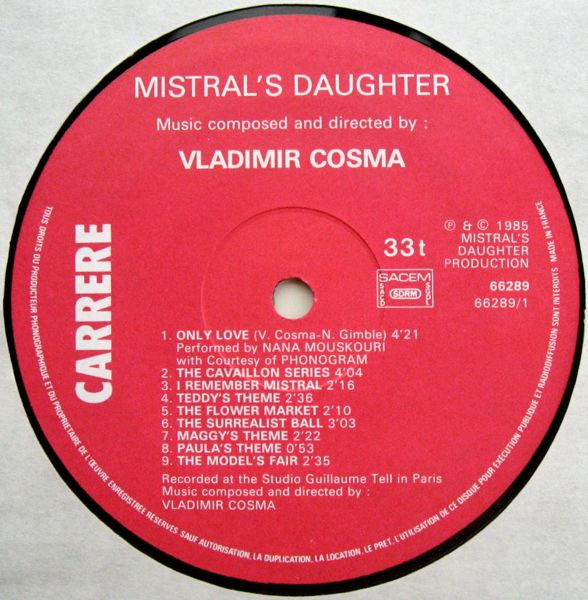 MISTRAL'S DAUGHTER
Music composed and directed by :
VLADIMIR COSMA
CARRERE
33t
℗ & © 1985
MISTRAL'S
DAUGHTER
PRODUCTION
SACEM
SACD
SDRM
SGDL
66289
66289/1
1. ONLY LOVE (V. Cosma-N. Gimble) 4'21
Performed by NANA MOUSKOURI
with Courtesy of PHONOGRAM
2. THE CAVAILLON SERIES 4'04
3. I REMEMBER MISTRAL 2'16
4. TEDDY'S THEME 2'36
5. THE FLOWER MARKET 2'10
6. THE SURREALIST BALL 3'03
7. MAGGY'S THEME 2'22
8. PAULA'S THEME 0'53
9. THE MODEL'S FAIR 2'35
Recorded at the Studio Guillaume Tell in Paris
Music composed and directed by :
VLADIMIR COSMA
TOUS DROITS DU PRODUCTEUR PHONOGRAPHIQUE ET DU PROPRIETAIRE DE L'ŒUVRE ENREGISTREE RESERVES SAUF AUTORISATION, LA DUPLICATION, LA LOCATION, LE PRET, L'UTILISATION DE CE DISQUE POUR EXECUTION PUBLIQUE ET RADIODIFFUSION SONT INTERDITS MADE IN FRANCE